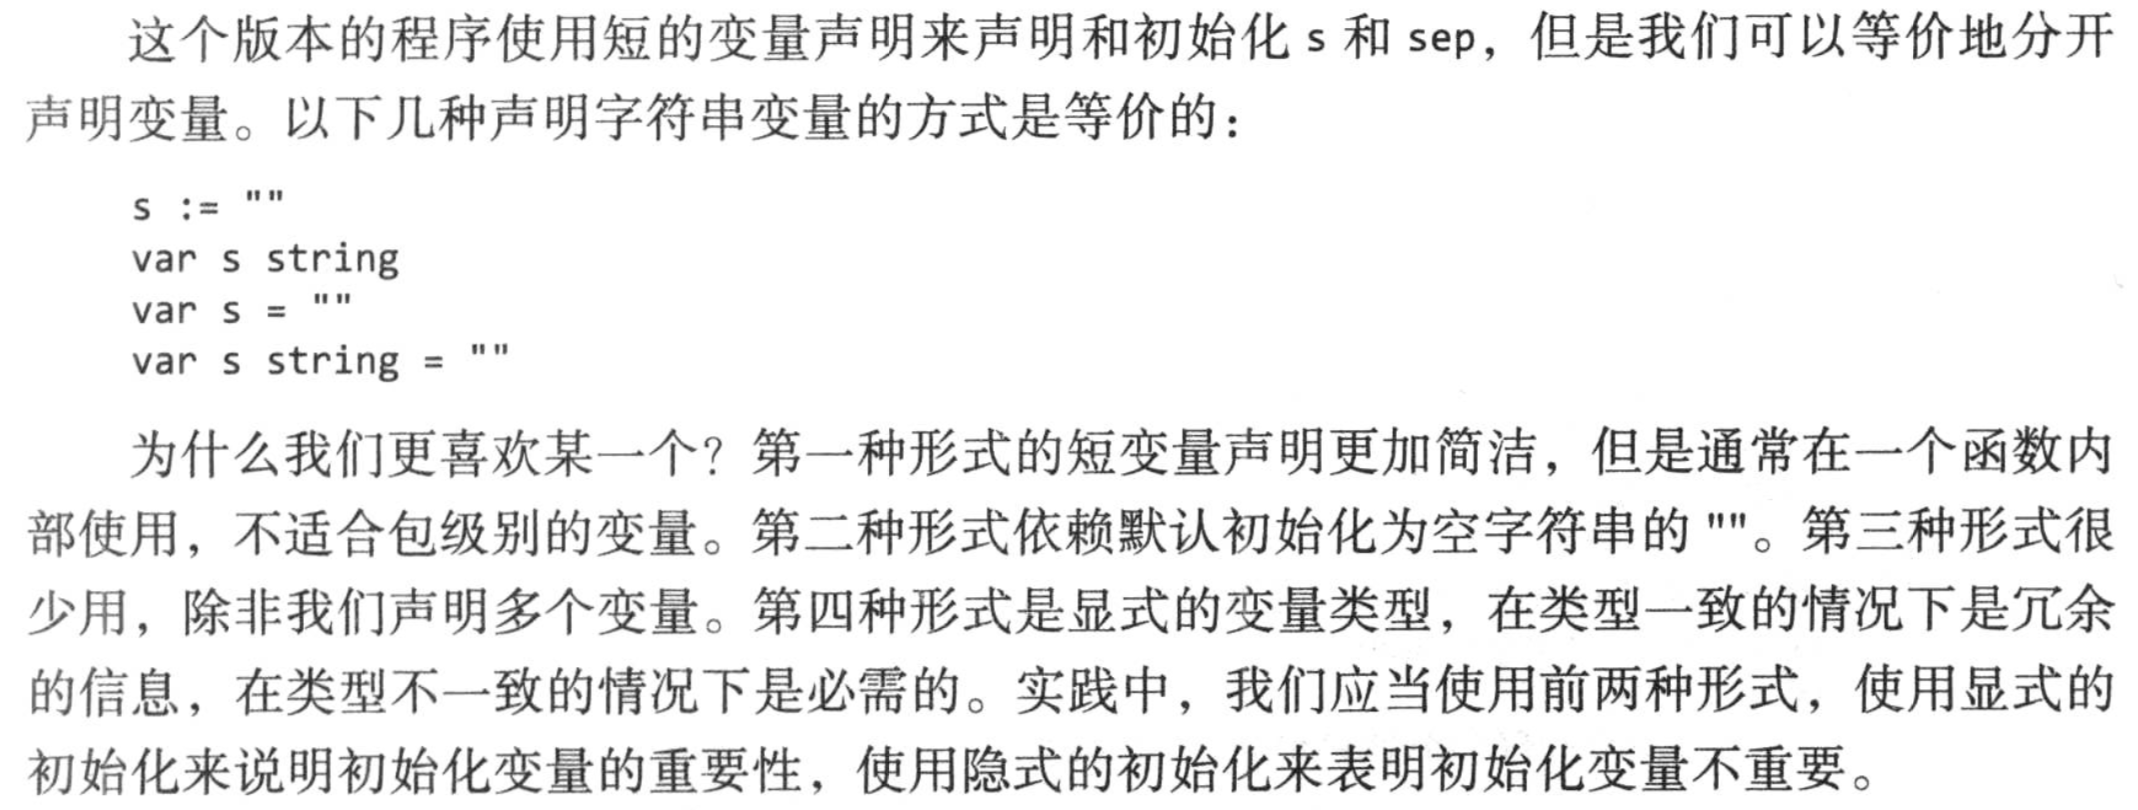 这个版本的程序使用短的变量声明来声明和初始化 s 和 sep，但是我们可以等价地分开
声明变量。以下几种声明字符串变量的方式是等价的：
s := ""
var s string
var s = ""
var s string = ""
为什么我们更喜欢某一个？第一种形式的短变量声明更加简洁，但是通常在一个函数内
部使用，不适合包级别的变量。第二种形式依赖默认初始化为空字符串的 ""。第三种形式很
少用，除非我们声明多个变量。第四种形式是显式的变量类型，在类型一致的情况下是冗余
的信息，在类型不一致的情况下是必需的。实践中，我们应当使用前两种形式，使用显式的
初始化来说明初始化变量的重要性，使用隐式的初始化来表明初始化变量不重要。